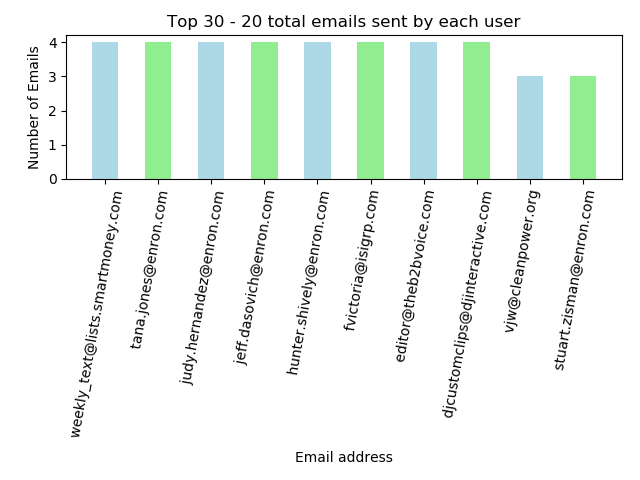 Top 30 - 20 total emails sent by each user
Number of Emails
4
3
2
1
0
weekly_text@lists.smartmoney.com
tana.jones@enron.com
judy.hernandez@enron.com
jeff.dasovich@enron.com
hunter.shively@enron.com
fvictoria@isigrp.com
editor@theb2bvoice.com
djcustomclips@djinteractive.com
vjw@cleanpower.org
stuart.zisman@enron.com
Email address